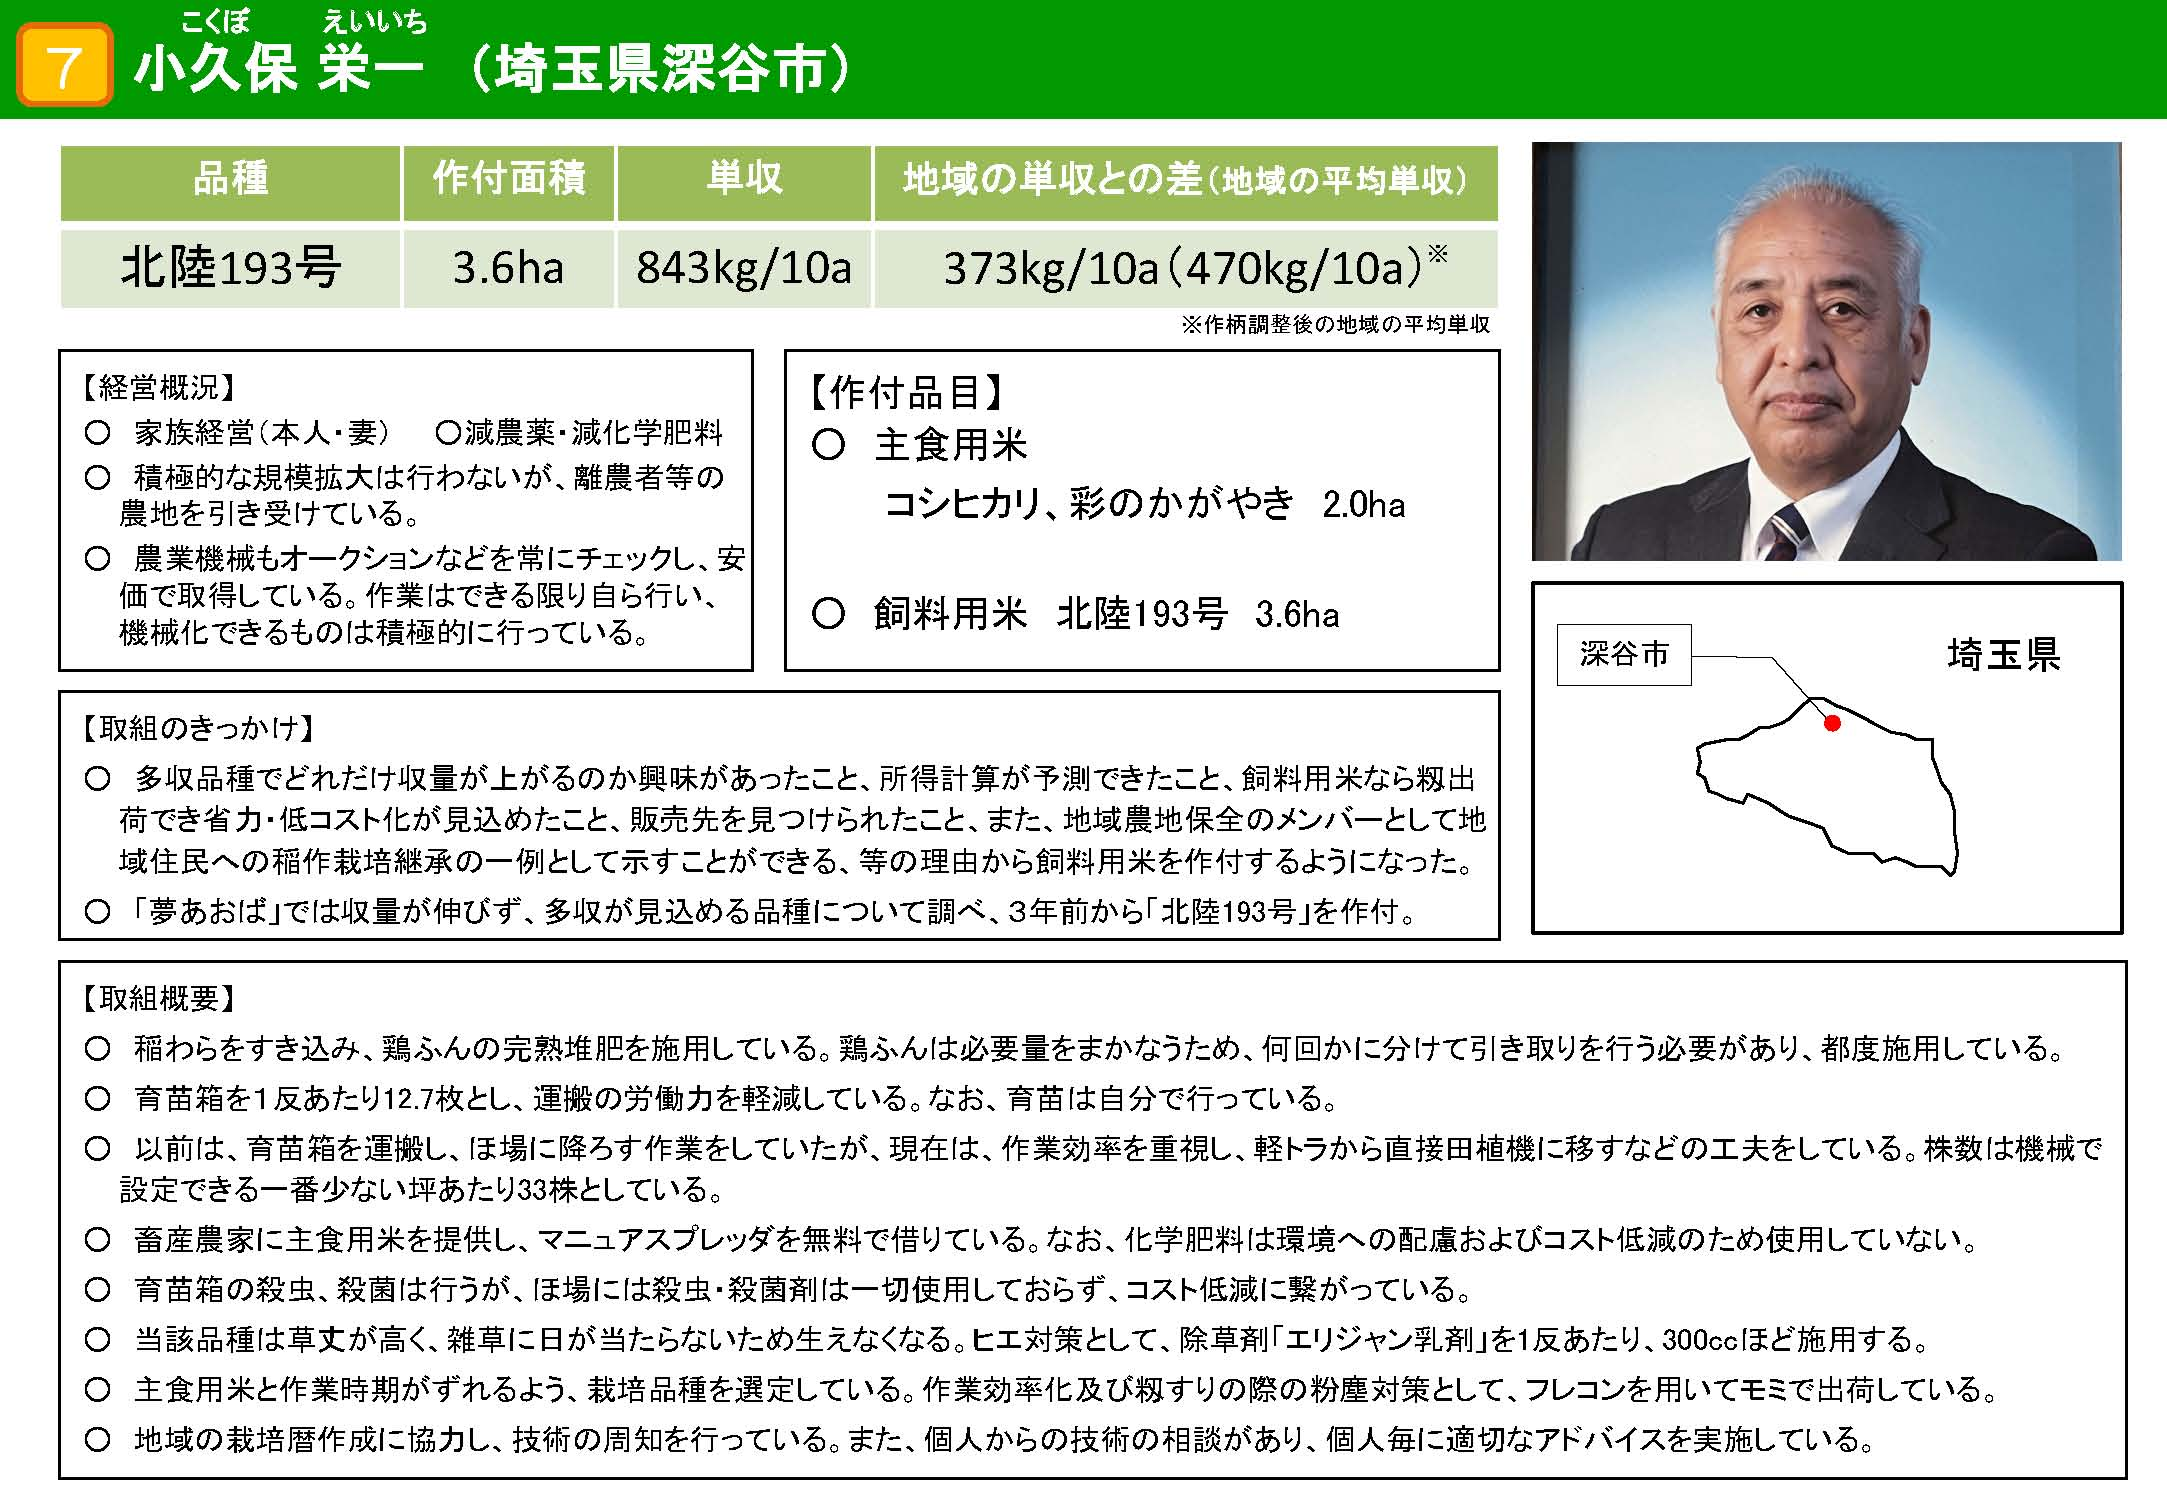 こくぼ えいいち
7 小久保 栄一 （埼玉県深谷市）
品種 作付面積 単収 地域の単収との差（地域の平均単収）
北陸193号 3.6ha 843kg/10a 373kg/10a（470kg/10a）※
※作柄調整後の地域の平均単収
【経営概況】
○ 家族経営（本人・妻） ○減農薬・減化学肥料
○ 積極的な規模拡大は行わないが、離農者等の
農地を引き受けている。
○ 農業機械もオークションなどを常にチェックし、安
価で取得している。作業はできる限り自ら行い、
機械化できるものは積極的に行っている。
【作付品目】
○ 主食用米
コシヒカリ、彩のかがやき 2.0ha
○ 飼料用米 北陸193号 3.6ha
深谷市
埼玉県
【取組のきっかけ】
○ 多収品種でどれだけ収量が上がるのか興味があったこと、所得計算が予測できたこと、飼料用米なら籾出
荷でき省力・低コスト化が見込めたこと、販売先を見つけられたこと、また、地域農地保全のメンバーとして地
域住民への稲作栽培継承の一例として示すことができる、等の理由から飼料用米を作付するようになった。
○ 「夢あおば」では収量が伸びず、多収が見込める品種について調べ、３年前から「北陸193号」を作付。
【取組概要】
○ 稲わらをすき込み、鶏ふんの完熟堆肥を施用している。鶏ふんは必要量をまかなうため、何回かに分けて引き取りを行う必要があり、都度施用している。
○ 育苗箱を１反あたり12.7枚とし、運搬の労働力を軽減している。なお、育苗は自分で行っている。
○ 以前は、育苗箱を運搬し、ほ場に降ろす作業をしていたが、現在は、作業効率を重視し、軽トラから直接田植機に移すなどの工夫をしている。株数は機械で
設定できる一番少ない坪あたり33株としている。
○ 畜産農家に主食用米を提供し、マニュアスプレッダを無料で借りている。なお、化学肥料は環境への配慮およびコスト低減のため使用していない。
○ 育苗箱の殺虫、殺菌は行うが、ほ場には殺虫・殺菌剤は一切使用しておらず、コスト低減に繋がっている。
○ 当該品種は草丈が高く、雑草に日が当たらないため生えなくなる。ヒエ対策として、除草剤「エリジャン乳剤」を1反あたり、300ccほど施用する。
○ 主食用米と作業時期がずれるよう、栽培品種を選定している。作業効率化及び籾すりの際の粉塵対策として、フレコンを用いてモミで出荷している。
○ 地域の栽培暦作成に協力し、技術の周知を行っている。また、個人からの技術の相談があり、個人毎に適切なアドバイスを実施している。